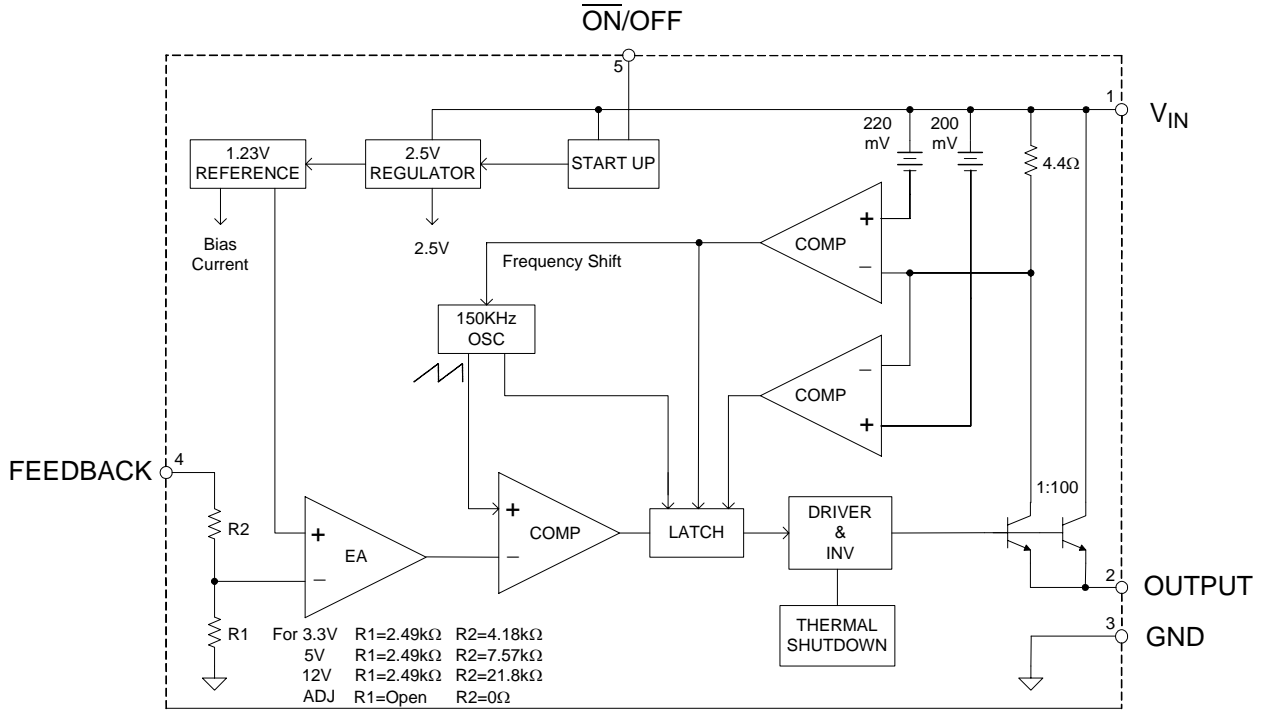 ON/OFF
5
1
V_IN
1.23V
REFERENCE
2.5V
REGULATOR
START UP
220
mV
200
mV
4.4Ω
Bias
Current
2.5V
Frequency Shift
+
COMP
−
150KHz
OSC
−
COMP
+
FEEDBACK
4
R2
R1
+
EA
−
+
COMP
−
LATCH
DRIVER
&
INV
1:100
2
OUTPUT
3
GND
THERMAL
SHUTDOWN
For 3.3V R1=2.49kΩ R2=4.18kΩ
5V R1=2.49kΩ R2=7.57kΩ
12V R1=2.49kΩ R2=21.8kΩ
ADJ R1=Open R2=0Ω